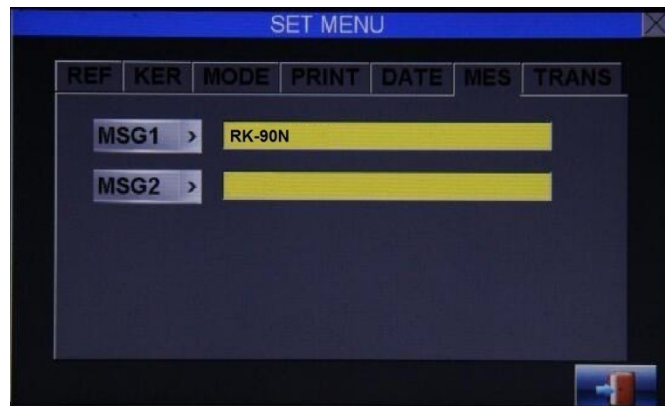 SET MENU
REF KER MODE PRINT DATE MES TRANS
MSG1 > RK-90N
MSG2 >